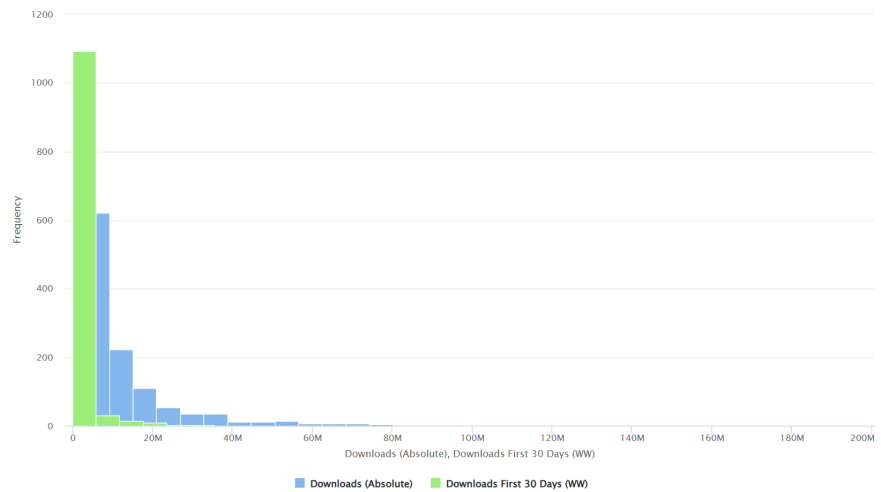 1200
1000
800
600
400
200
0
Frequency
0 20M 40M 60M 80M 100M 120M 140M 160M 180M 200M
Downloads (Absolute), Downloads First 30 Days (WW)
Downloads (Absolute) Downloads First 30 Days (WW)